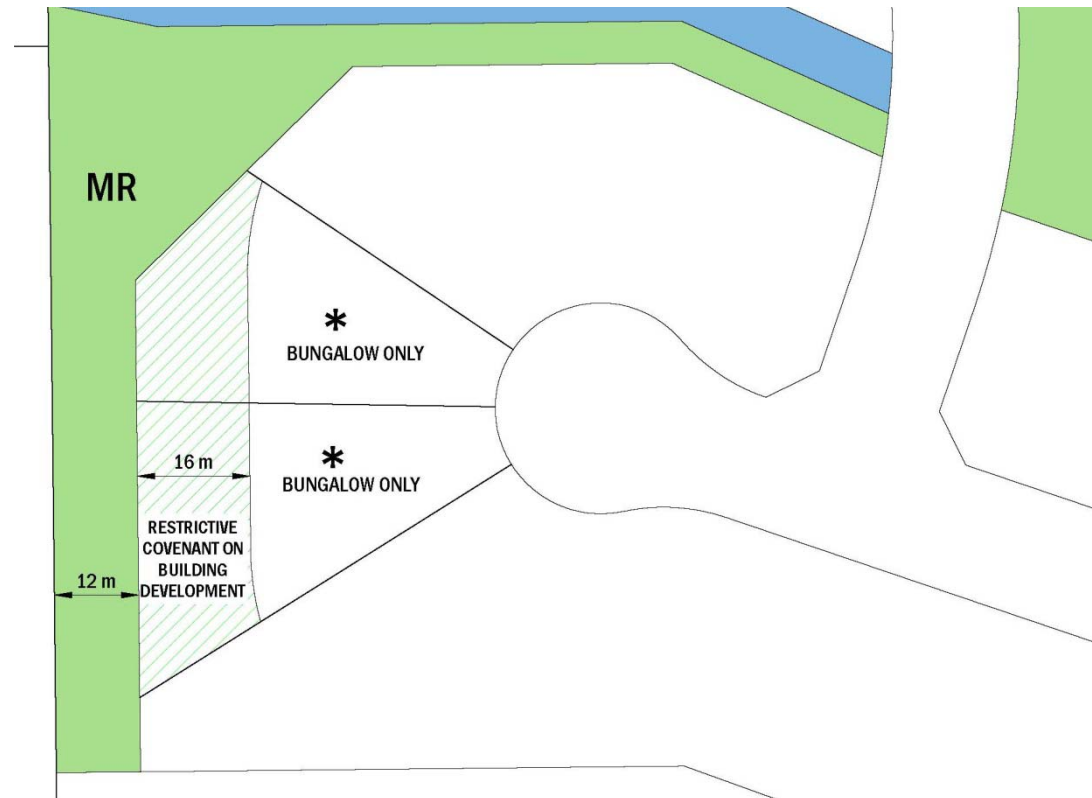 MR
*
BUNGALOW ONLY
*
BUNGALOW ONLY
16 m
RESTRICTIVE
COVENANT ON
BUILDING
DEVELOPMENT
12 m